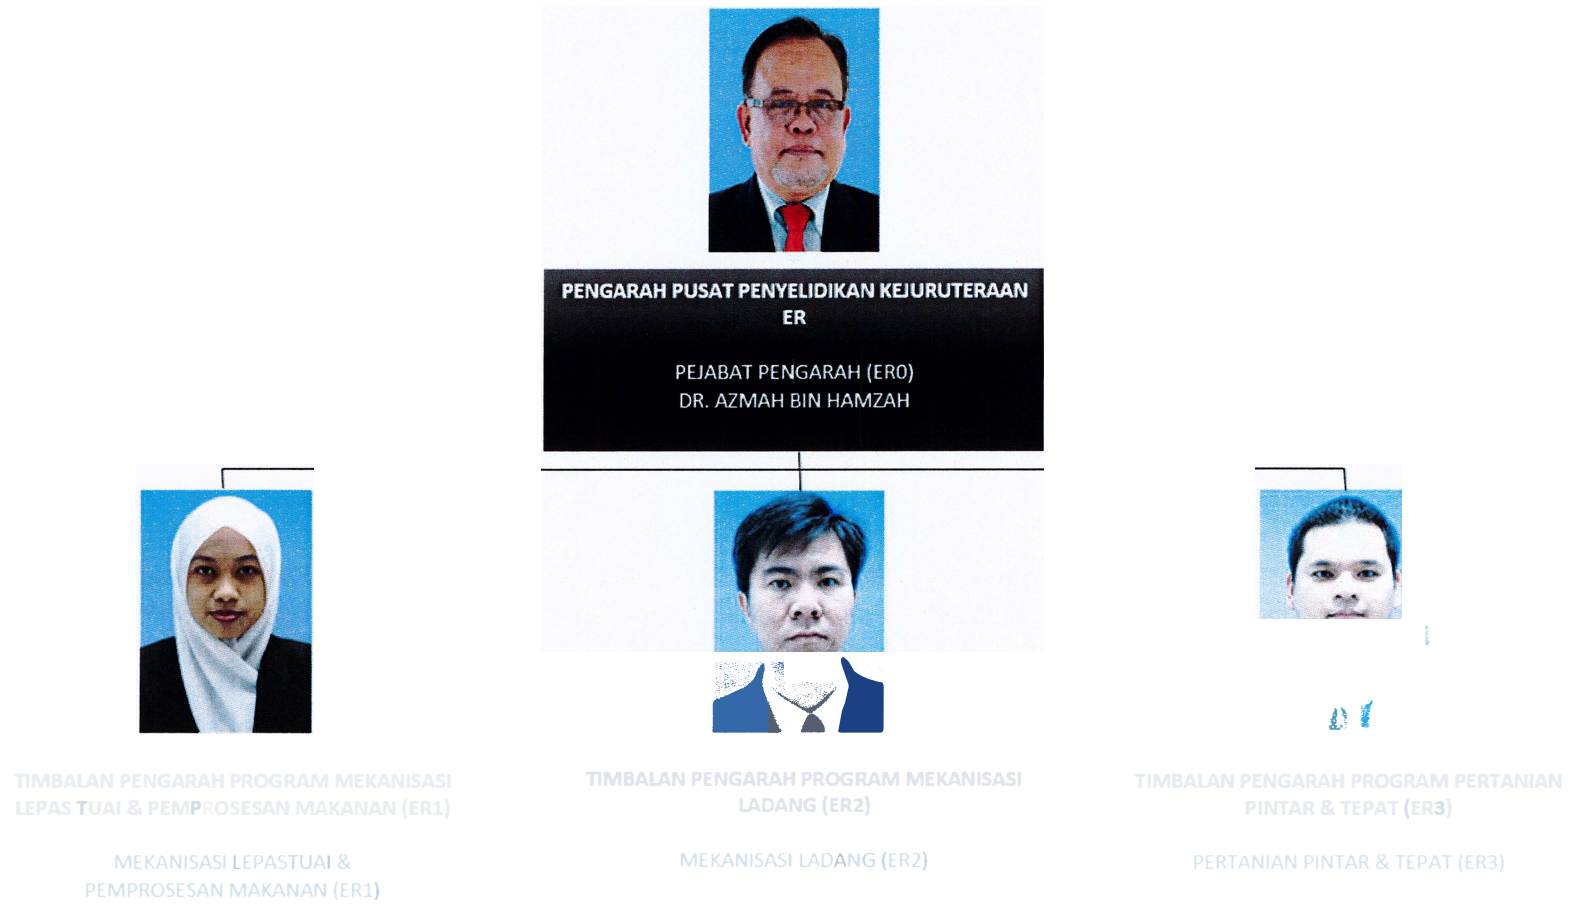 PENGARAH PUSAT PENYELIDIKAN KEJURUTERAAN
ER
PEJABAT PENGARAH (ER0)
DR. AZMAH BIN HAMZAH
TIMBALAN PENGARAH PROGRAM MEKANISASI
LEPAS TUAI & PEMPROSESAN MAKANAN (ER1)
MEKANISASI LEPASTUAI &
PEMPROSESAN MAKANAN (ER1)
TIMBALAN PENGARAH PROGRAM MEKANISASI
LADANG (ER2)
MEKANISASI LADANG (ER2)
TIMBALAN PENGARAH PROGRAM PERTANIAN
PINTAR & TEPAT (ER3)
PERTANIAN PINTAR & TEPAT (ER3)